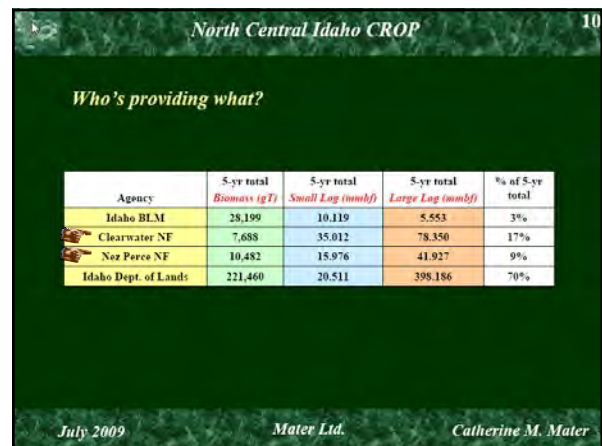 North Central Idaho CROP
10
Who's providing what?
Agency 5-yr total Biomass (gT) 5-yr total Small Log (mmbf) 5-yr total Large Log (mmbf) % of 5-yr total
Idaho BLM 28,199 10.119 5.553 3%
Clearwater NF 7,688 35.012 78.350 17%
Nez Perce NF 10,482 15.976 41.927 9%
Idaho Dept. of Lands 221,460 20.511 398.186 70%
July 2009 Mater Ltd. Catherine M. Mater